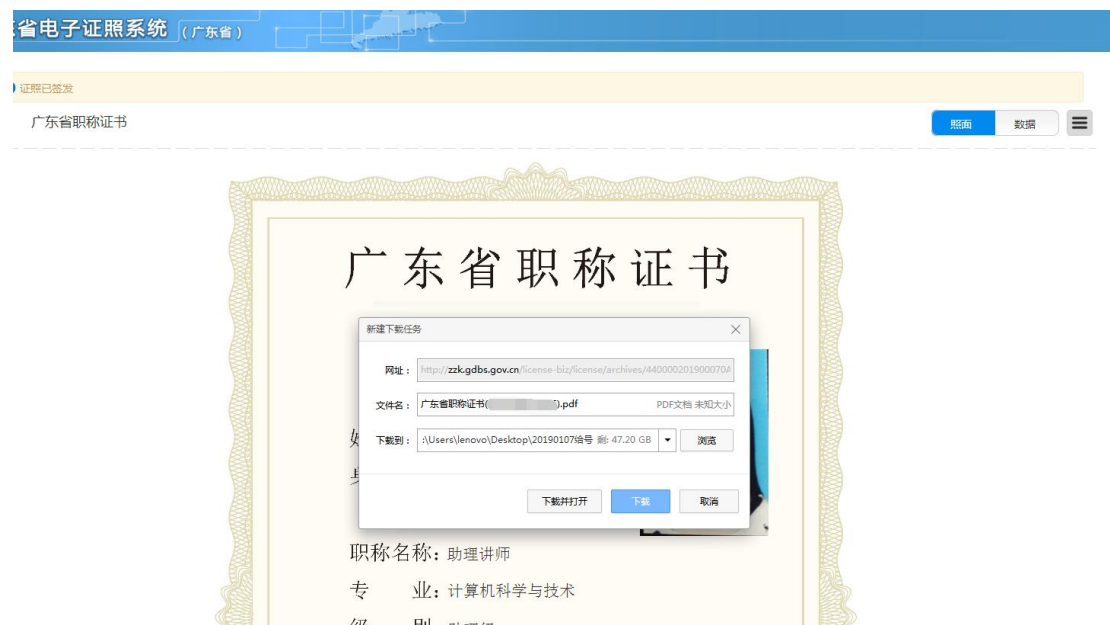 省电子证照系统 (广东省)
证照已签发
广东省职称证书
照面 数据
广东省职称证书
新建下载任务
网址： http://zzk.gdbs.gov.cn/license-biz/license/archives/440000201900070
文件名： 广东省职称证书( ).pdf PDF文档 未知大小
下载到： :\Users\lenovo\Desktop\20190107给号 剩: 47.20 GB 浏览
下载并打开 下载 取消
职称名称：助理讲师
专 业：计算机科学与技术
级 别：助理级